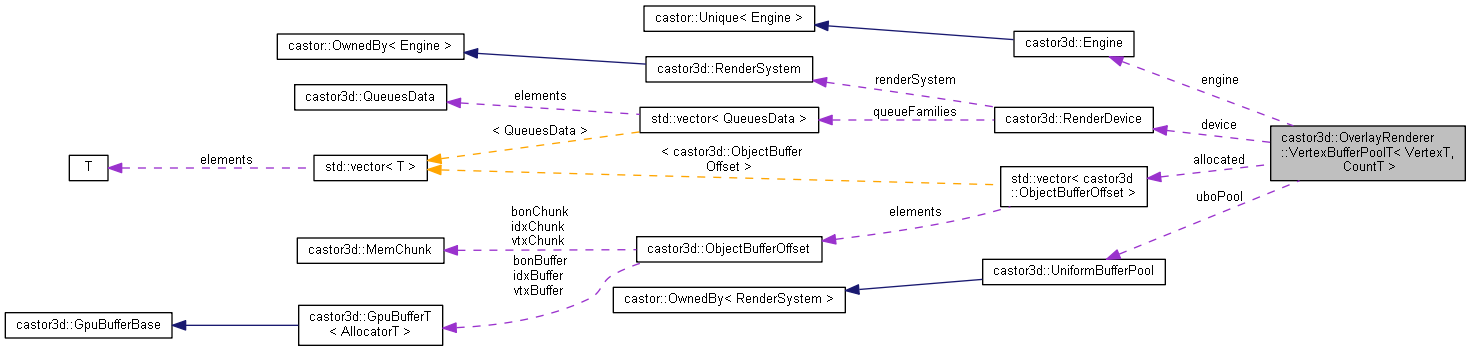 castor::Unique< Engine >
castor::OwnedBy< Engine >
castor3d::Engine
castor3d::RenderSystem
engine
renderSystem
castor3d::QueuesData
elements
queueFamilies
std::vector< QueuesData >
castor3d::RenderDevice
device
< QueuesData >
castor3d::OverlayRenderer
::VertexBufferPoolT< VertexT,
CountT >
T
elements
std::vector< T >
< castor3d::ObjectBuffer
Offset >
allocated
std::vector< castor3d
::ObjectBufferOffset >
uboPool
bonChunk
idxChunk
vtxChunk
elements
castor3d::MemChunk
castor3d::ObjectBufferOffset
bonBuffer
idxBuffer
vtxBuffer
castor3d::UniformBufferPool
castor::OwnedBy< RenderSystem >
castor3d::GpuBufferBase
castor3d::GpuBufferT
< AllocatorT >